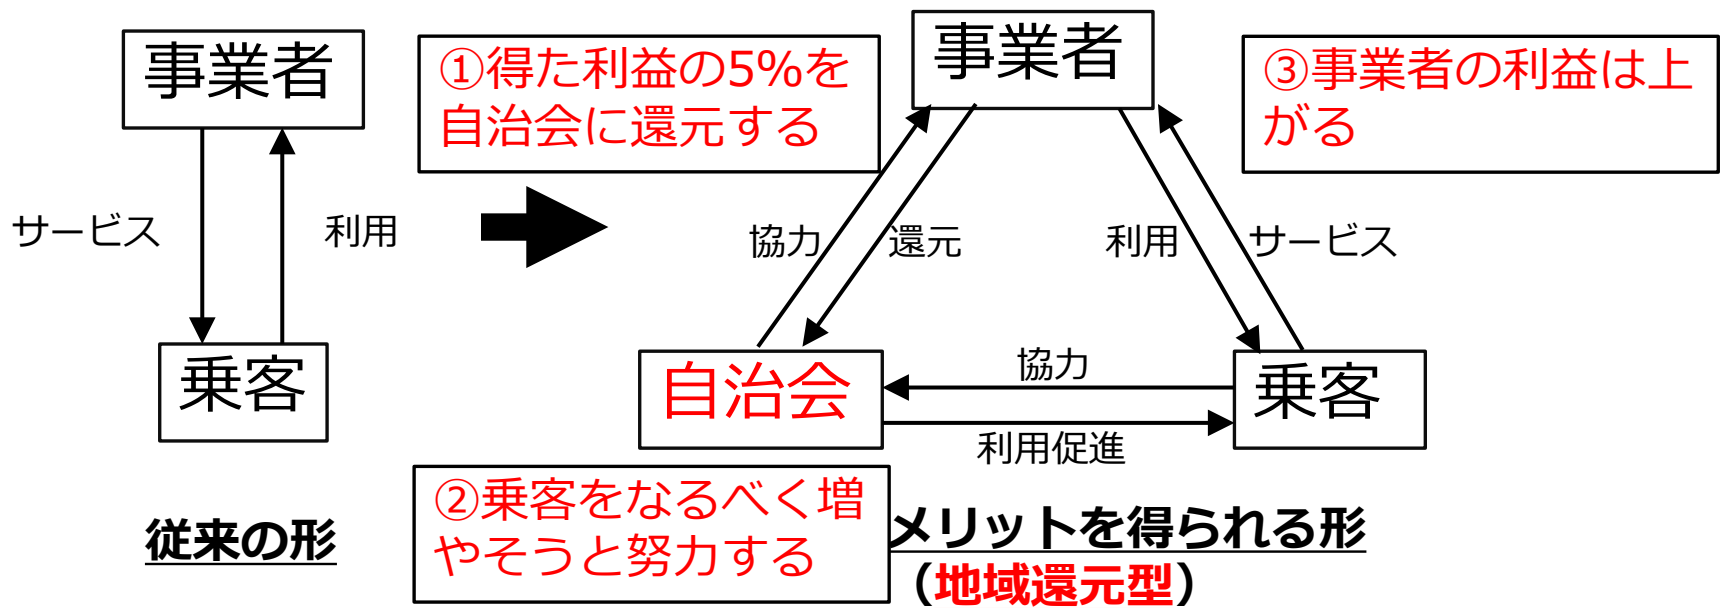 事業者
サービス
利用
乗客
従来の形
①得た利益の5%を
自治会に還元する
事業者
③事業者の利益は上
がる
協力
還元
利用
サービス
自治会
協力
利用促進
乗客
②乗客をなるべく増
やそうと努力する
メリットを得られる形
（地域還元型）